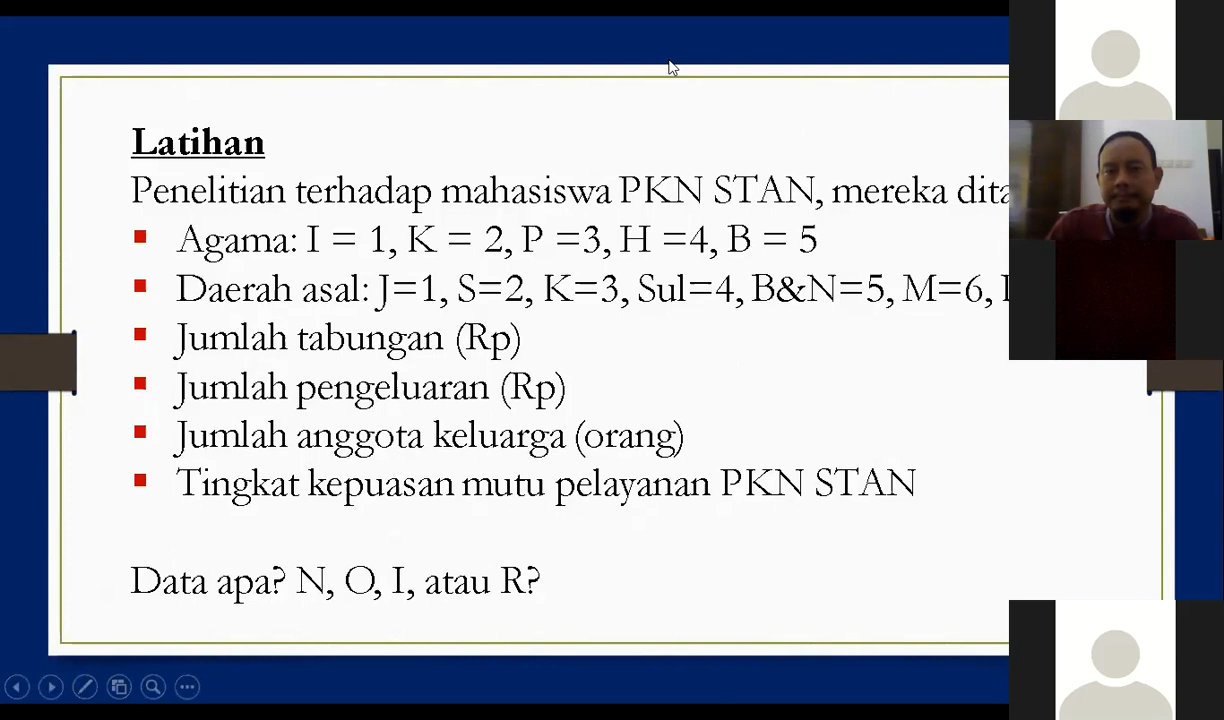 Latihan
Penelitian terhadap mahasiswa PKN STAN, mereka
Agama: I = 1, K = 2, P =3, H =4, B = 5
Daerah asal: J=1, S=2, K=3, Sul=4, B&N=5, M=6,
Jumlah tabungan (Rp)
Jumlah pengeluaran (Rp)
Jumlah anggota keluarga (orang)
Tingkat kepuasan mutu pelayanan PKN STAN
Data apa? N, O, I, atau R?